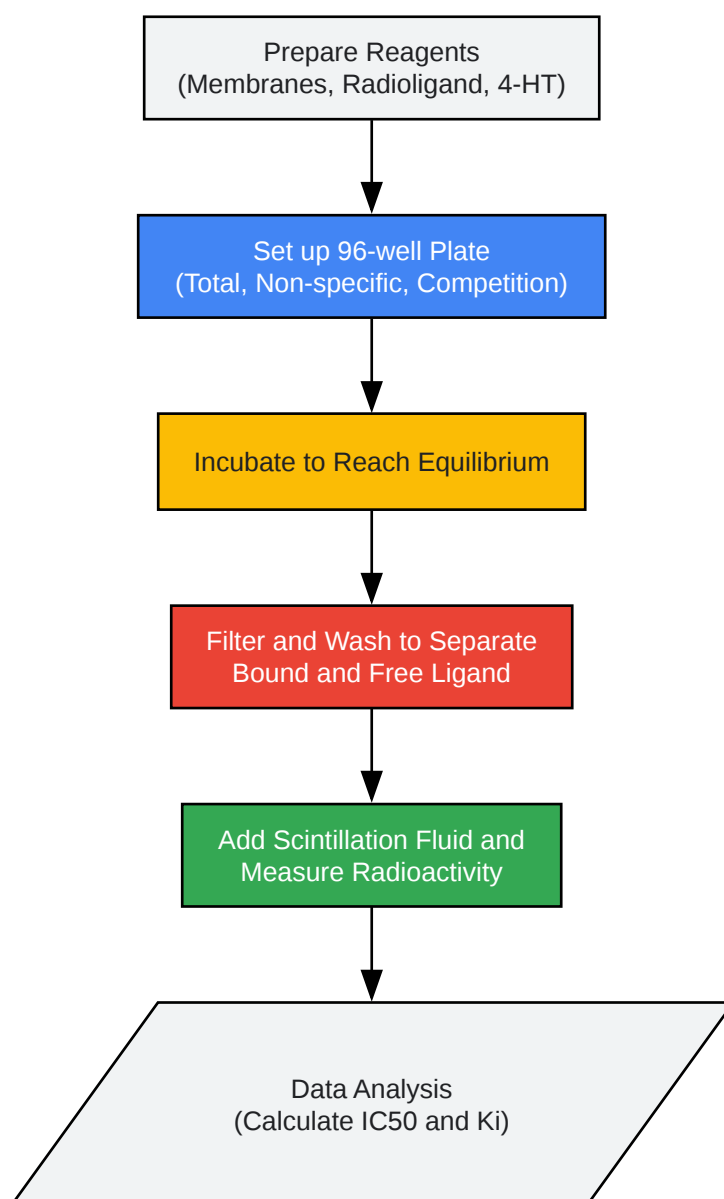 Prepare Reagents
(Membranes, Radioligand, 4-HT)
Set up 96-well Plate
(Total, Non-specific, Competition)
Incubate to Reach Equilibrium
Filter and Wash to Separate
Bound and Free Ligand
Add Scintillation Fluid and
Measure Radioactivity
Data Analysis
(Calculate IC50 and Ki)